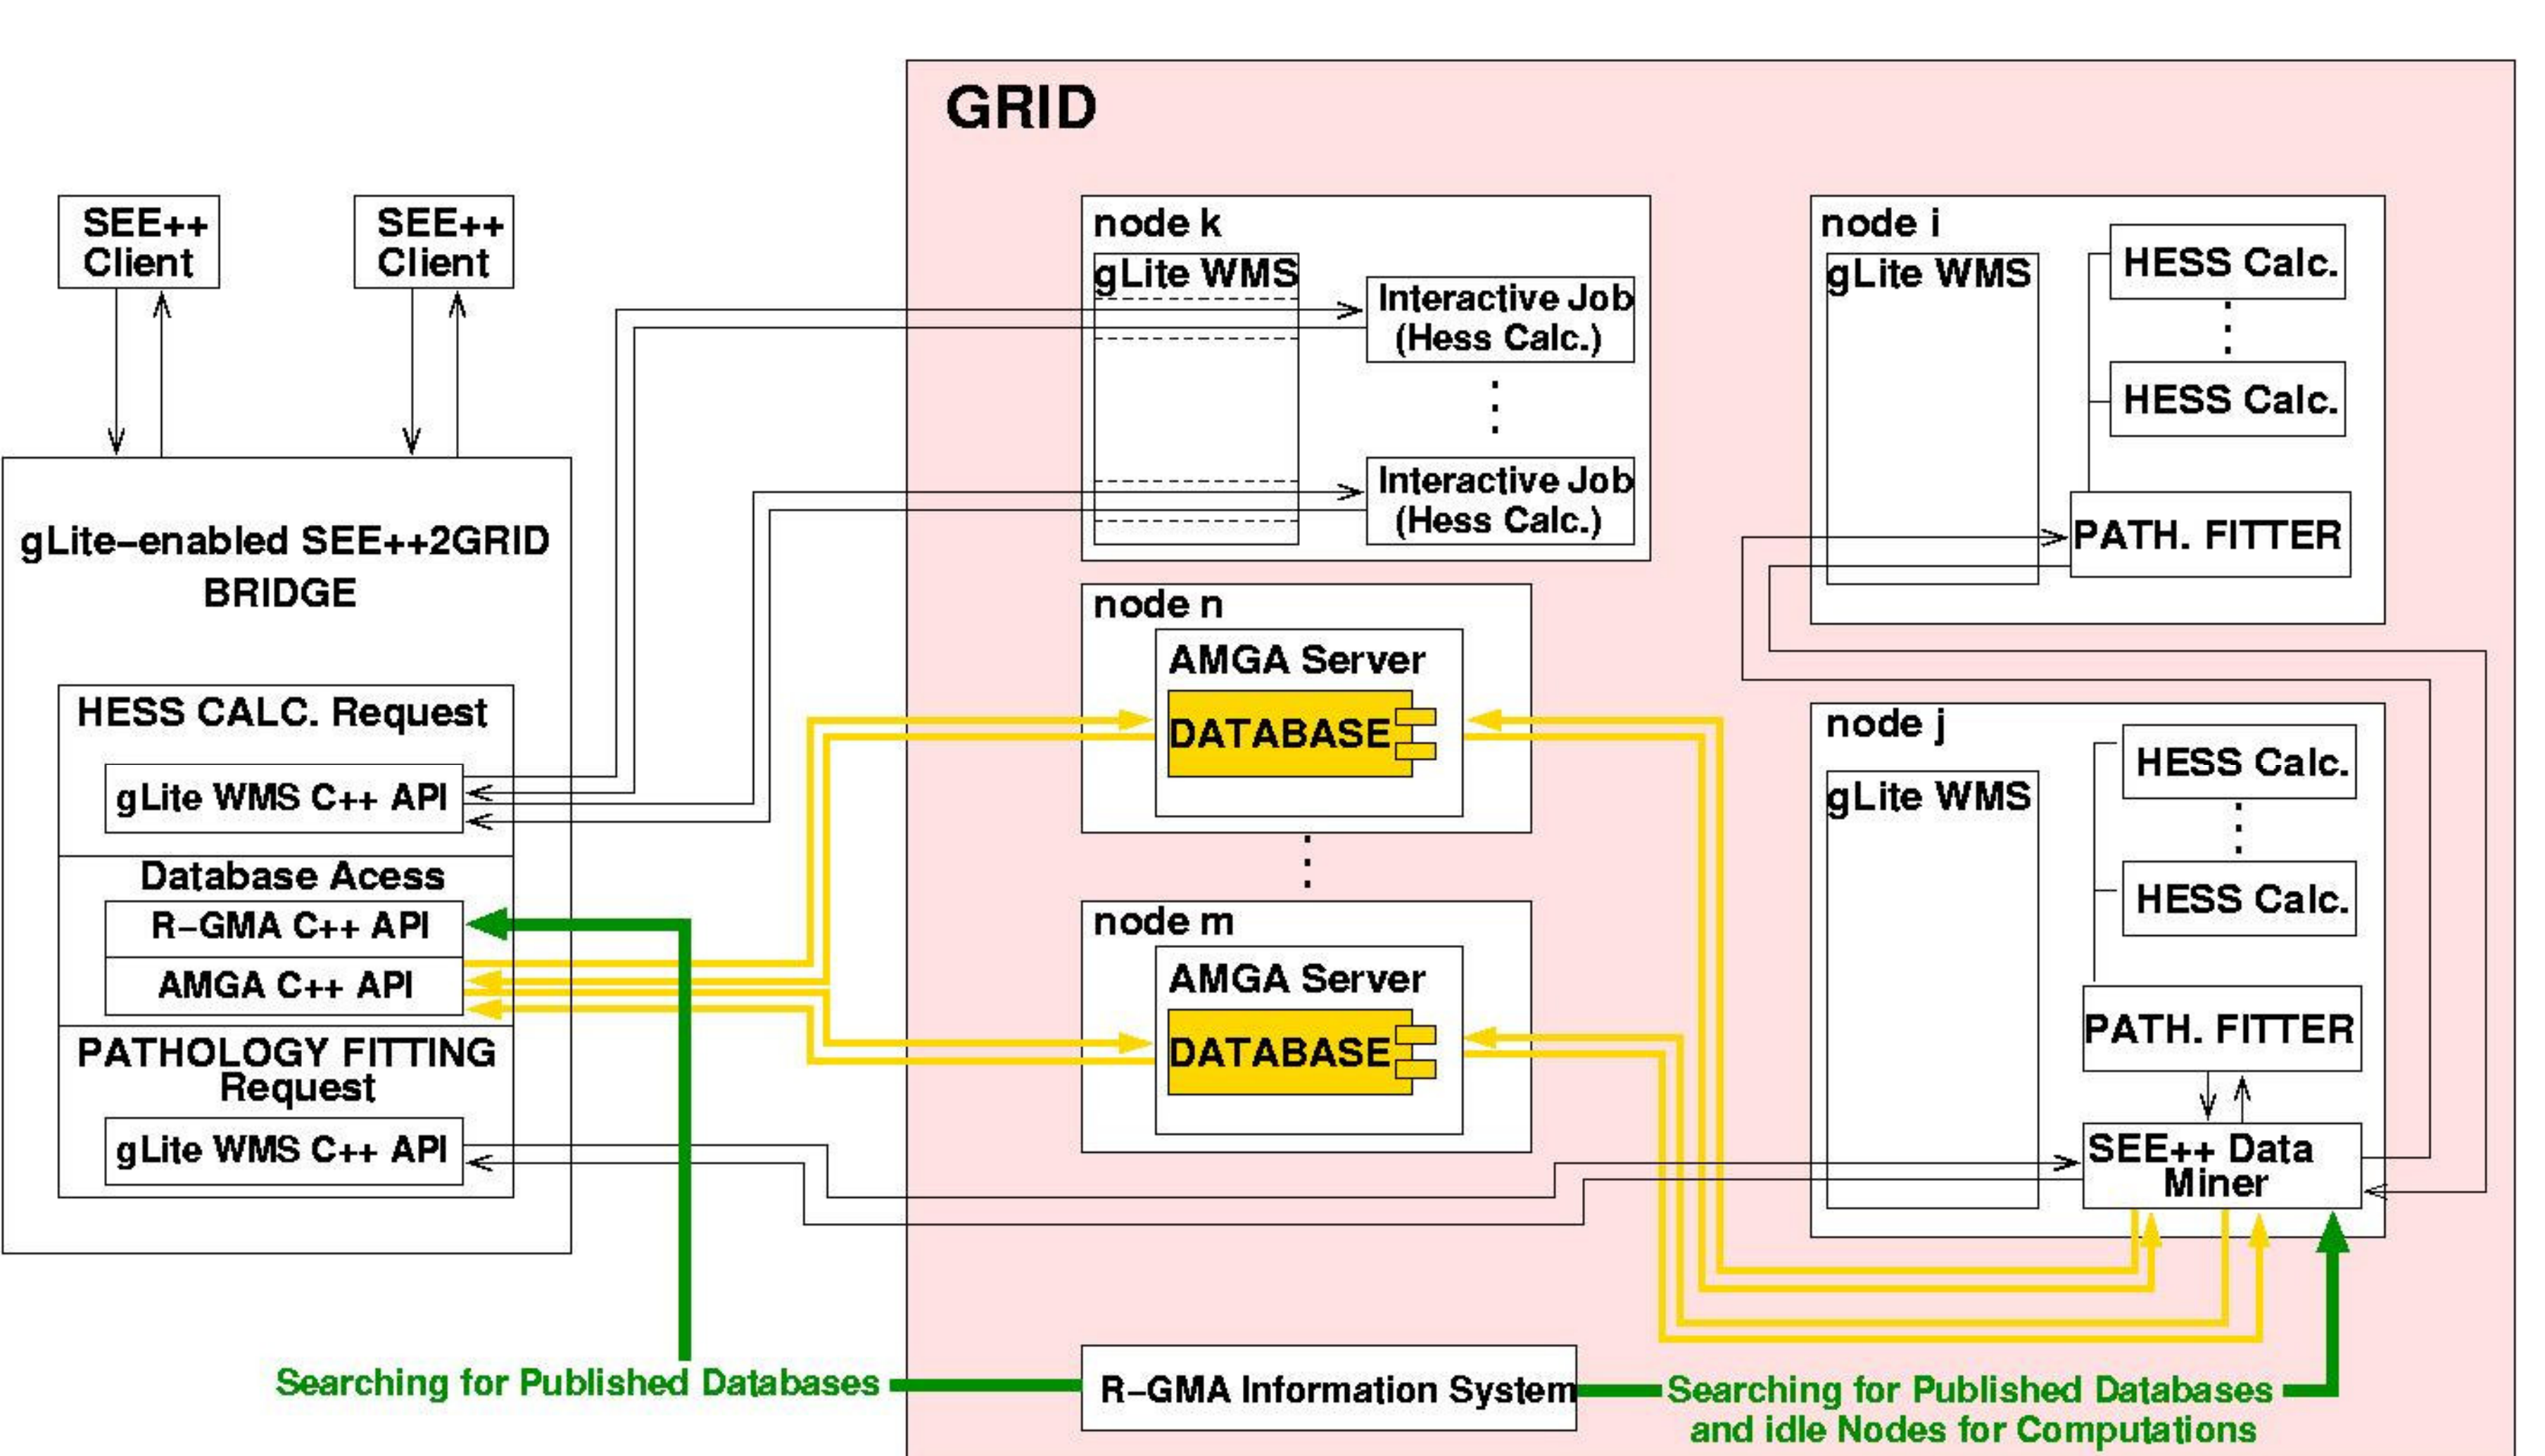 GRID
SEE++
Client
SEE++
Client
gLite–enabled SEE++2GRID
BRIDGE
HESS CALC. Request
gLite WMS C++ API
Database Acess
R–GMA C++ API
AMGA C++ API
PATHOLOGY FITTING
Request
gLite WMS C++ API
node k
gLite WMS
Interactive Job
(Hess Calc.)
Interactive Job
(Hess Calc.)
node n
AMGA Server
DATABASE
node m
AMGA Server
DATABASE
node i
gLite WMS
HESS Calc.
HESS Calc.
PATH. FITTER
node j
gLite WMS
HESS Calc.
HESS Calc.
PATH. FITTER
SEE++ Data
Miner
Searching for Published Databases
R–GMA Information System
Searching for Published Databases
and idle Nodes for Computations